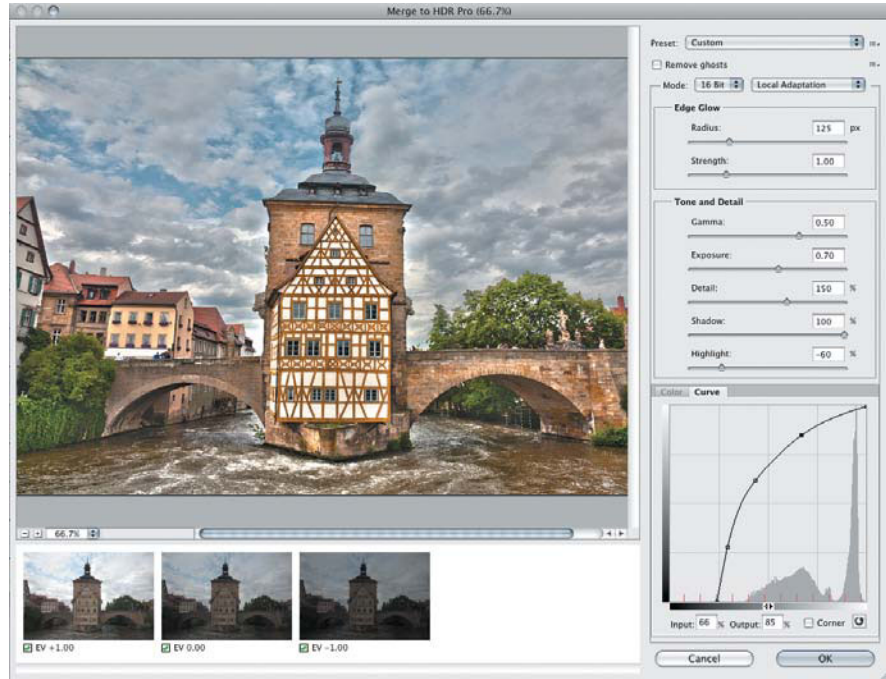 Merge to HDR Pro (66.7%)
Preset: Custom
Remove ghosts
Mode: 16 Bit Local Adaptation
Edge Glow
Radius: 125 px
Strength: 1.00
Tone and Detail
Gamma: 0.50
Exposure: 0.70
Detail: 150 %
Shadow: 100 %
Highlight: -60 %
Color Curve
66.7%
Input: 66 % Output: 85 % Corner
EV +1.00 EV 0.00 EV -1.00
Cancel OK